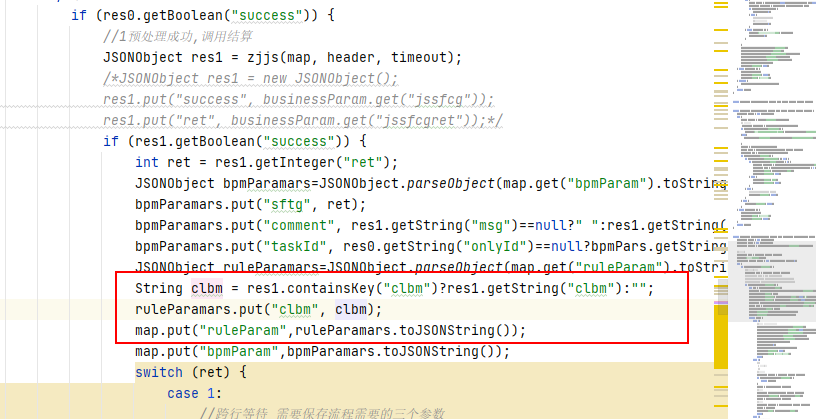 if (res0.getBoolean("success")) {
//1预处理成功,调用结算
JSONObject res1 = zjjs(map, header, timeout);
/*JSONObject res1 = new JSONObject();
res1.put("success", businessParam.get("jssfcg"));
res1.put("ret", businessParam.get("jssfcgret"));*/
if (res1.getBoolean("success")) {
int ret = res1.getInteger("ret");
JSONObject bpmParamars=JSONObject.parseObject(map.get("bpmParam").toString
bpmParamars.put("sftg", ret);
bpmParamars.put("comment", res1.getString("msg")==null?" ":res1.getString(
bpmParamars.put("taskId", res0.getString("onlyId")==null?bpmPars.getString
JSONObject ruleParamars=JSONObject.parseObject(map.get("ruleParam").toStri
String clbm = res1.containsKey("clbm")?res1.getString("clbm"):"";
ruleParamars.put("clbm", clbm);
map.put("ruleParam",ruleParamars.toJSONString());
map.put("bpmParam",bpmParamars.toJSONString());
switch (ret) {
case 1:
//跨行等待 需要保存流程需要的三个参数